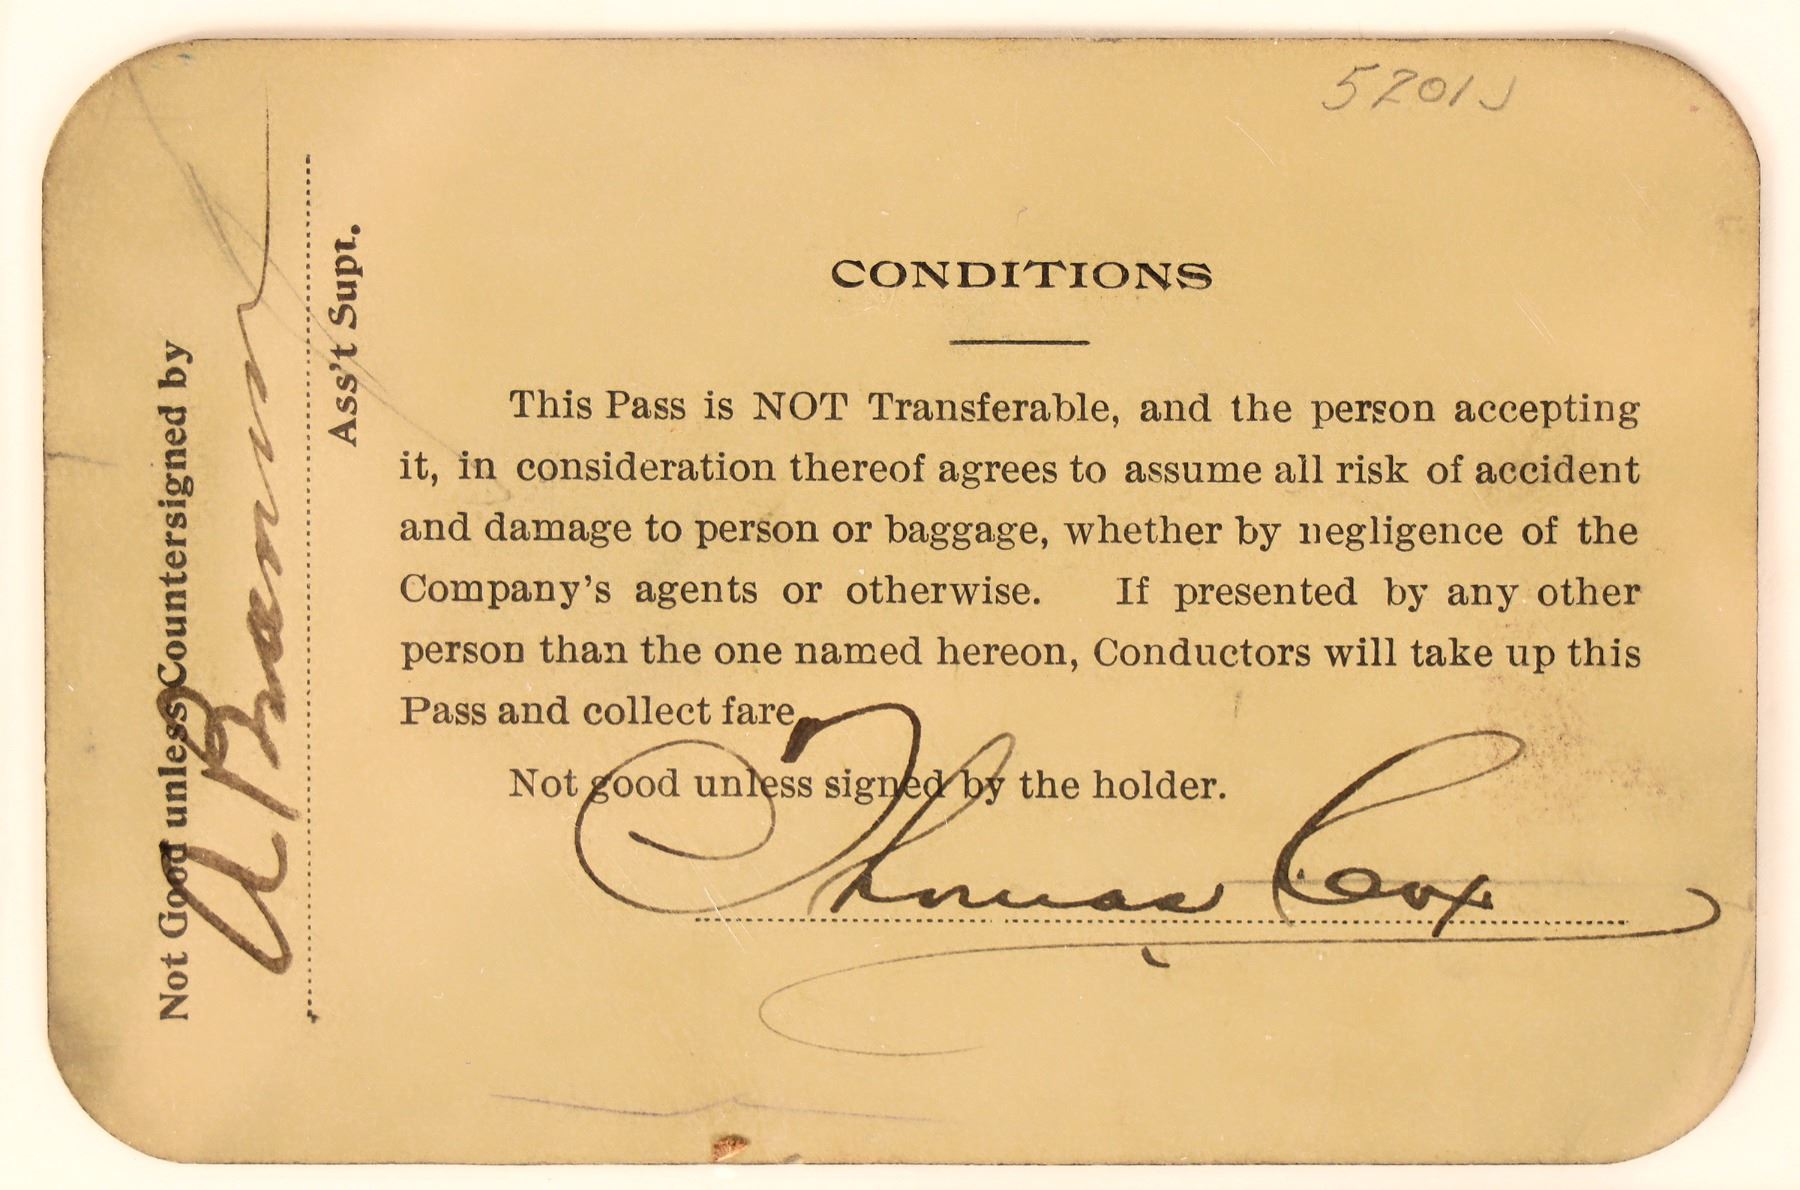 5201J
CONDITIONS
This Pass is NOT Transferable, and the person accepting
it, in consideration thereof agrees to assume all risk of accident
and damage to person or baggage, whether by negligence of the
Company's agents or otherwise. If presented by any other
person than the one named hereon, Conductors will take up this
Pass and collect fare.
Not good unless signed by the holder.
Thomas Cox
Not Good unless Countersigned by
Ass't Supt.